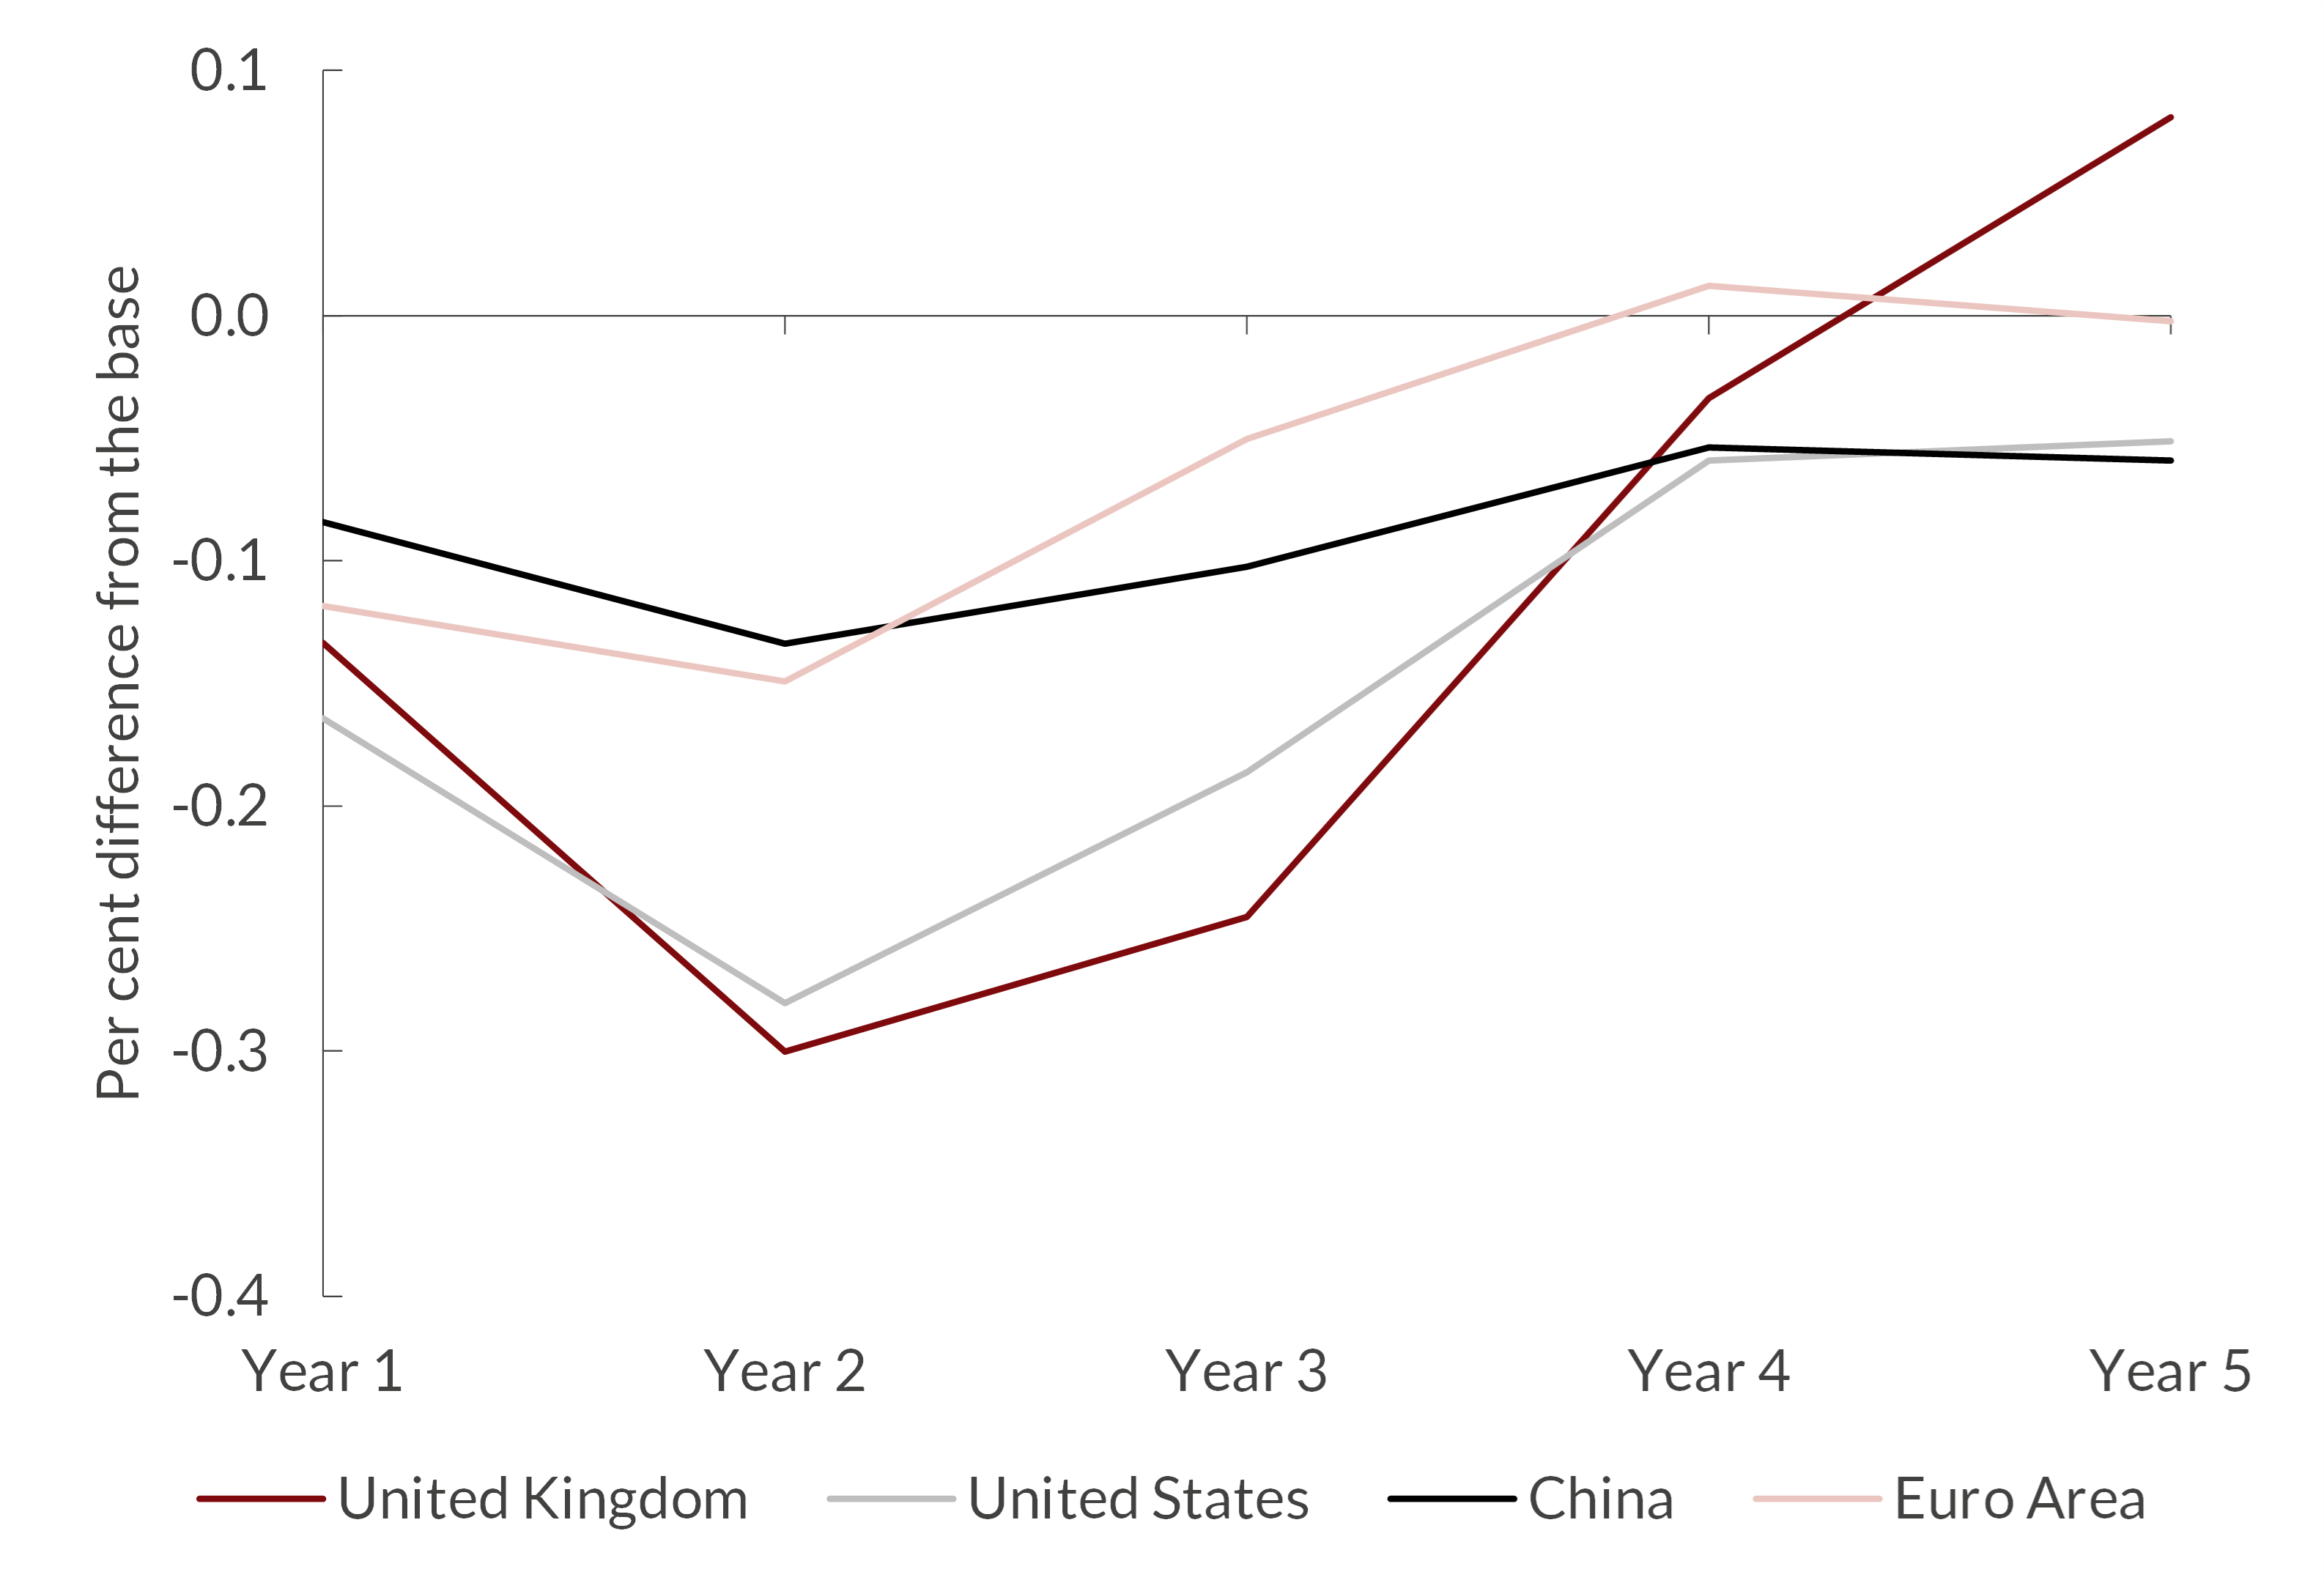 Per cent difference from the base
0.1
0.0
-0.1
-0.2
-0.3
-0.4
Year 1 Year 2 Year 3 Year 4 Year 5
United Kingdom United States China Euro Area